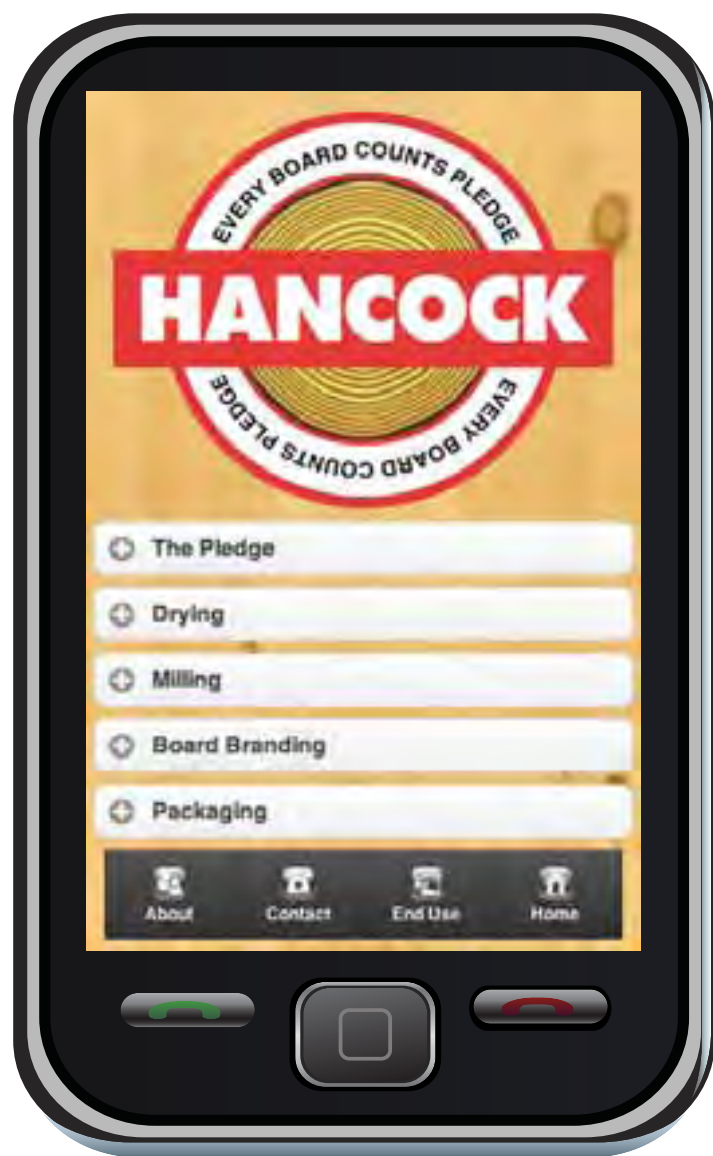 EVERY BOARD COUNTS PLEDGE
HANCOCK
EVERY BOARD COUNTS PLEDGE
The Pledge
Drying
Milling
Board Branding
Packaging
About Contact End Use Home